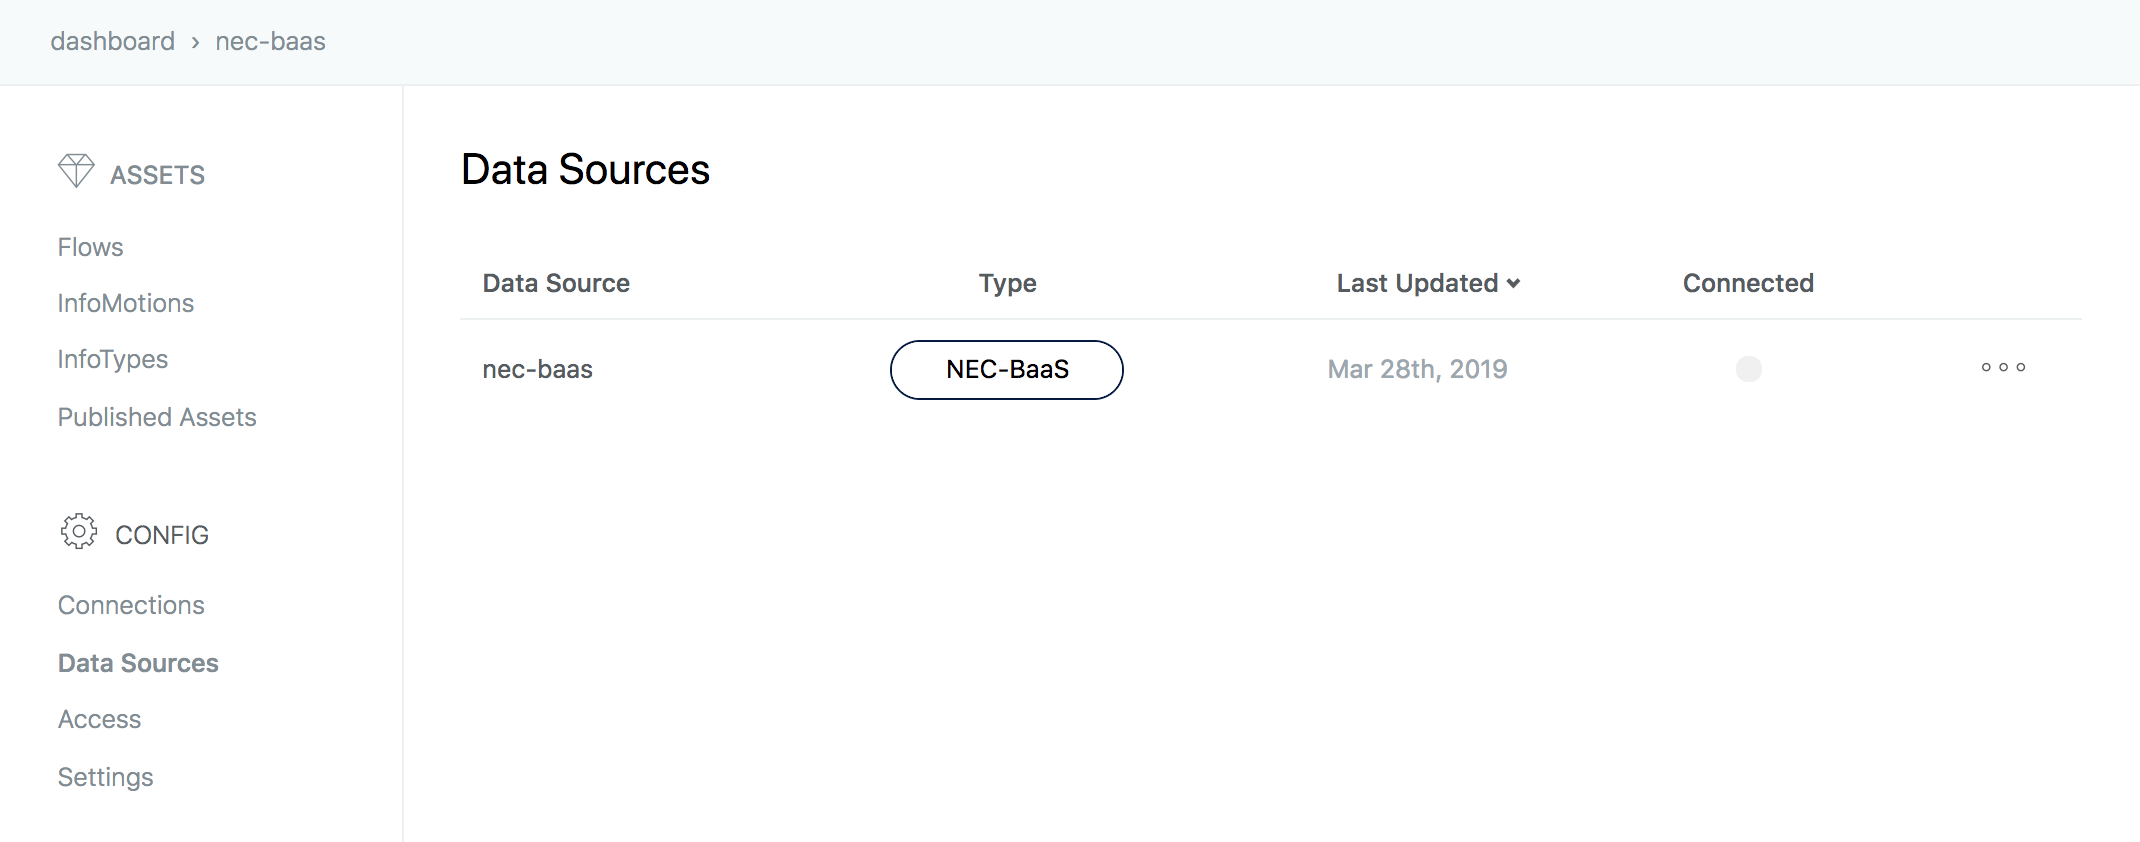 dashboard › nec-baas
ASSETS
Flows
InfoMotions
InfoTypes
Published Assets
CONFIG
Connections
Data Sources
Access
Settings
Data Sources
Data Source Type Last Updated Connected
nec-baas NEC-BaaS Mar 28th, 2019